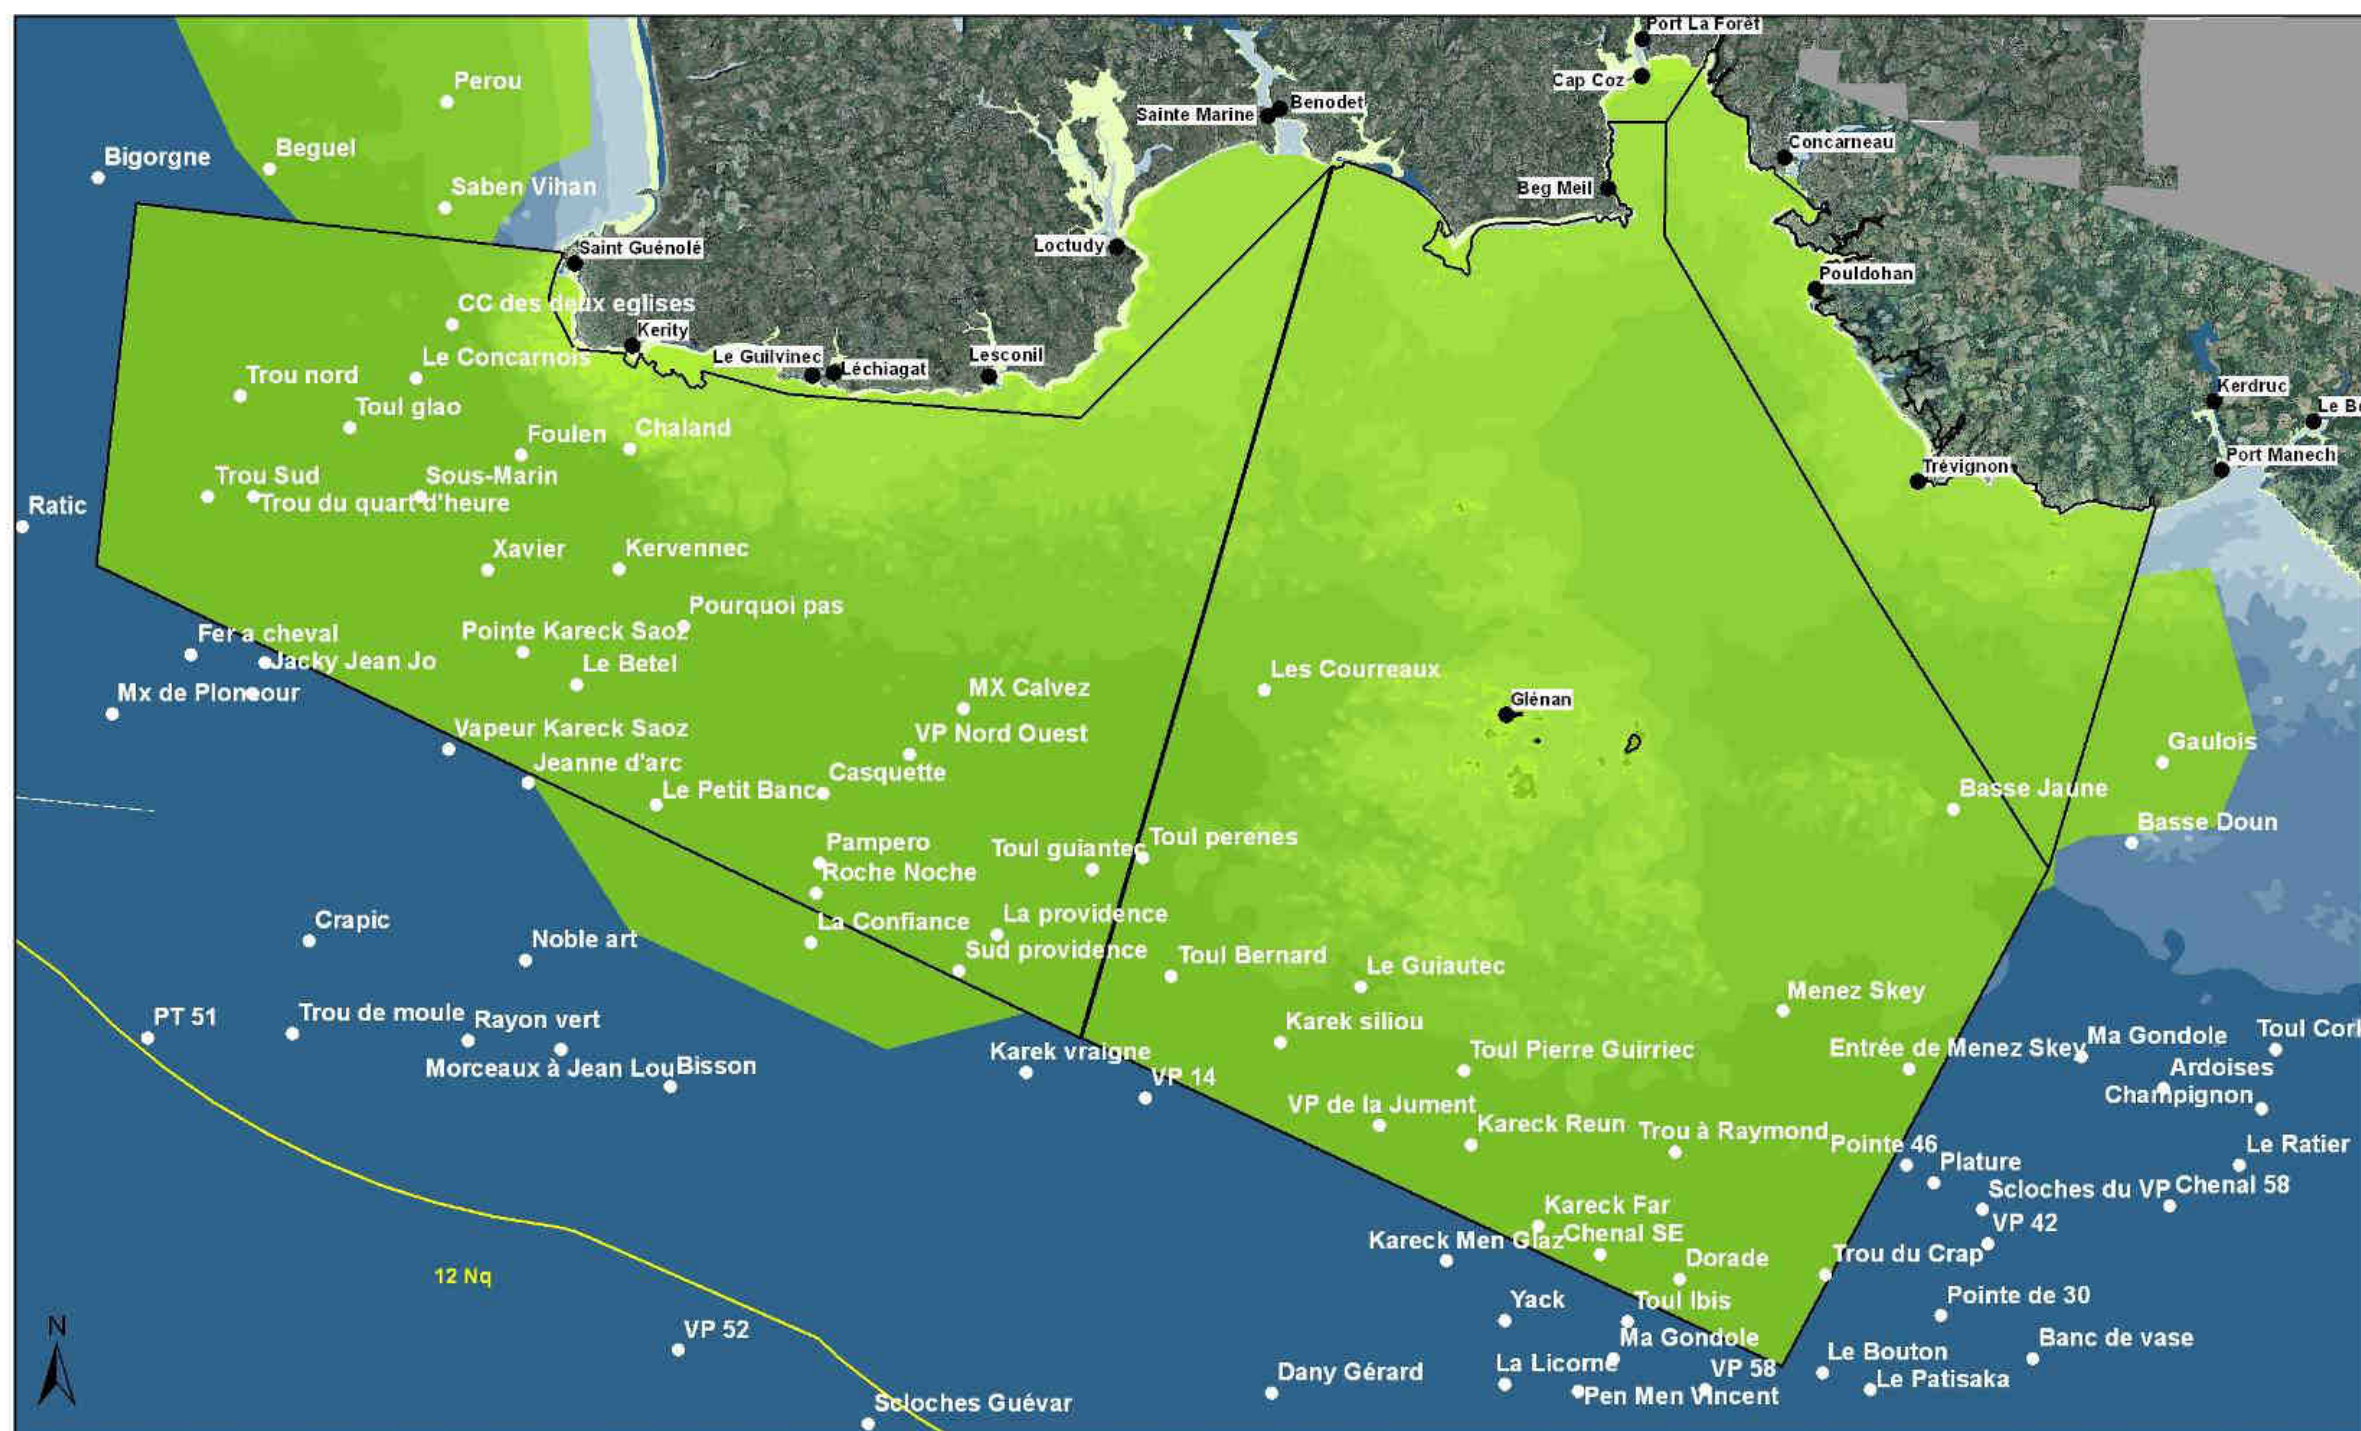 Port La Forêt
Perou
Cap Coz
Benodet
Sainte Marine
Concarneau
Beguel
Bigorgne
Saben Vihan
Beg Meil
Saint Guénolé
Loctudy
Pouldohan
CC des deux eglises
Kerity
Le Concarnois
Le Guilvinec
Léchiagat
Lesconil
Trou nord
Kerdruc
Toul glao
Le Be
Foulen
Chaland
Port Manech
Trou Sud
Sous-Marin
Trévignon
Trou du quart d'heure
Ratic
Xavier
Kervennec
Pourquoi pas
Fer a cheval
Pointe Kareck Saoz
Jacky Jean Jo
Le Betel
Les Courreaux
Mx de Plonéour
MX Calvez
Glénan
Vapeur Kareck Saoz
VP Nord Ouest
Gaulois
Jeanne d'arc
Casquette
Le Petit Banc
Basse Jaune
Basse Doun
Pampero
Toul guiantec
Toul perenes
Roche Noche
Crapic
La Confiance
La providence
Noble art
Sud providence
Toul Bernard
Le Guiautec
Menez Skey
PT 51
Trou de moule
Rayon vert
Karek siliou
Toul Corl
Ma Gondole
Karek vraigne
Toul Pierre Guirriec
Entrée de Menez Skey
Morceaux à Jean Lou
Bisson
Ardoises
VP 14
Champignon
VP de la Jument
Kareck Reun
Trou à Raymond
Pointe 46
Le Ratier
Plature
Scloches du VP
Chenal 58
Kareck Far
VP 42
Kareck Men Glaz
Chenal SE
Dorade
Trou du Crap
12 Nq
Yack
Toul Ibis
Pointe de 30
N
VP 52
Ma Gondole
Banc de vase
Dany Gérard
La Licorne
VP 58
Le Bouton
Le Patisaka
Pen Men Vincent
Scloches Guévar